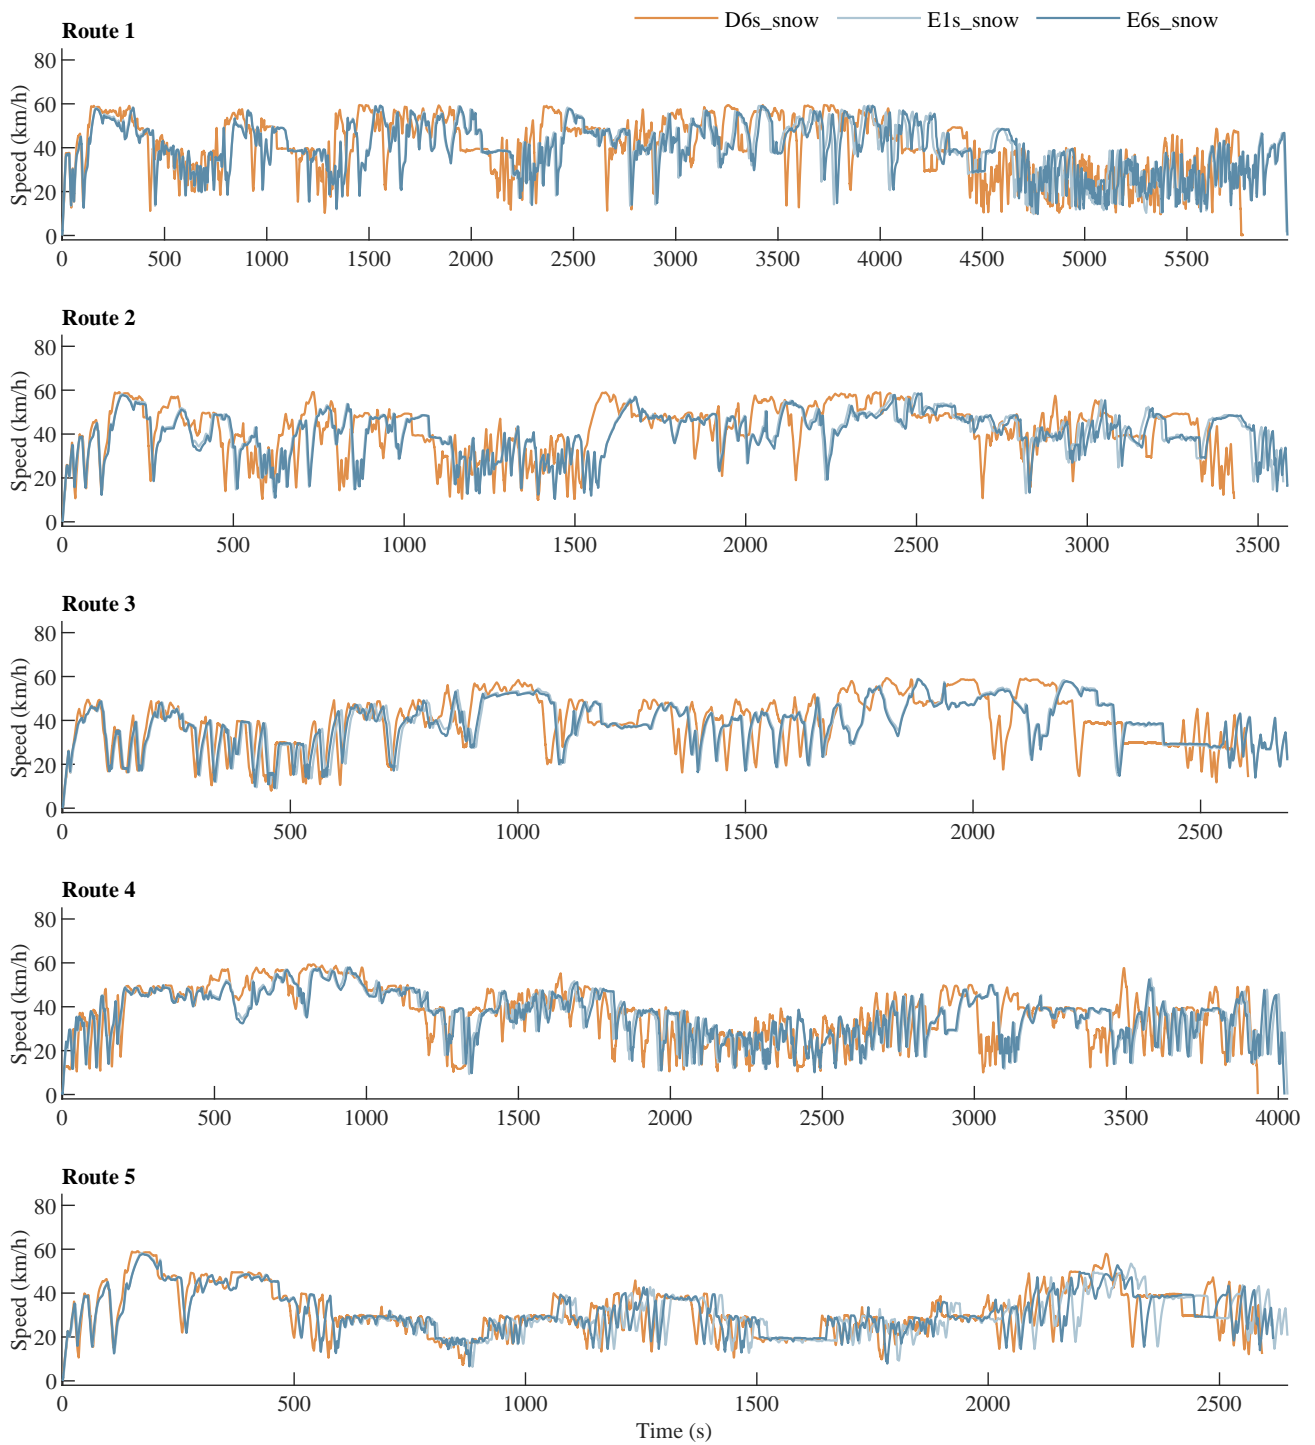 D6s_snow E1s_snow E6s_snow
Route 1
Speed (km/h)
80
60
40
20
0
0 500 1000 1500 2000 2500 3000 3500 4000 4500 5000 5500
Route 2
Speed (km/h)
80
60
40
20
0
0 500 1000 1500 2000 2500 3000 3500
Route 3
Speed (km/h)
80
60
40
20
0
0 500 1000 1500 2000 2500
Route 4
Speed (km/h)
80
60
40
20
0
0 500 1000 1500 2000 2500 3000 3500 4000
Route 5
Speed (km/h)
80
60
40
20
0
0 500 1000 1500 2000 2500
Time (s)